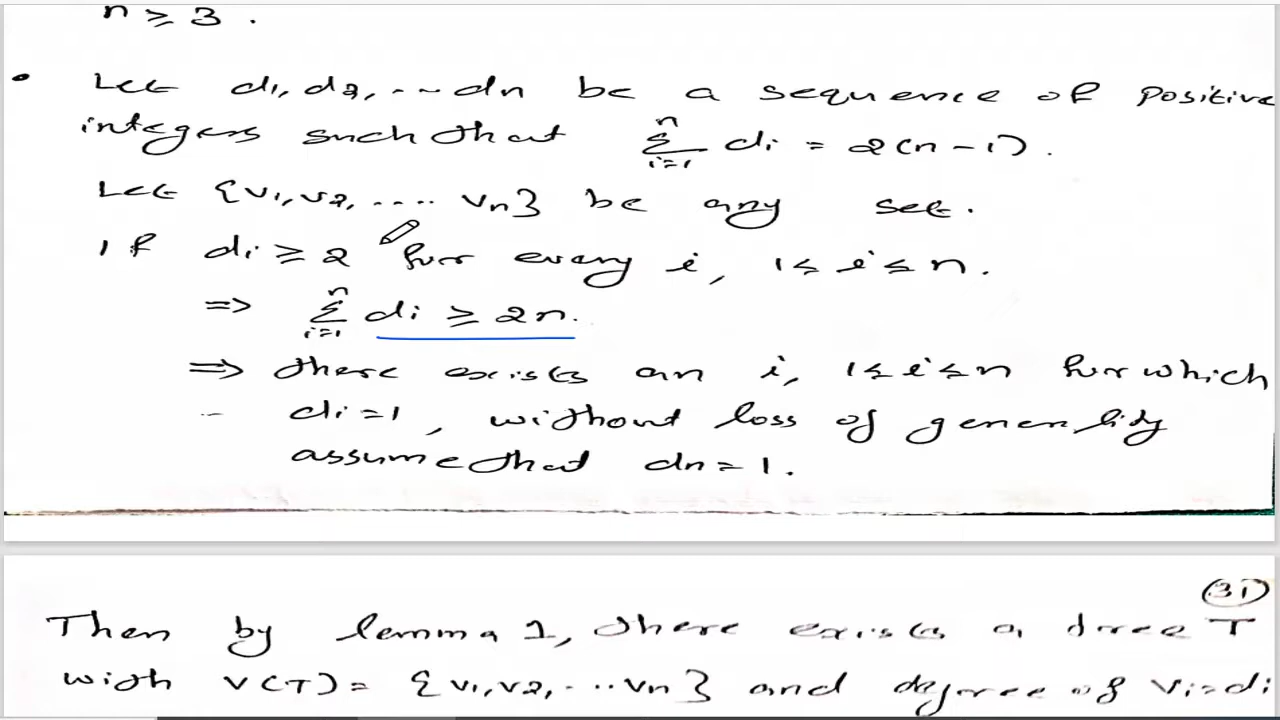 n ≥ 3.
• Let d1, d2, ... dn be a sequence of positive
integers such that n Σ i=1 di = 2(n-1).
Let {v1, v2, .... vn} be any set.
If di ≥ 2 for every i, 1 ≤ i ≤ n.
=> n Σ i=1 di ≥ 2n.
=> there exists an i, 1 ≤ i ≤ n for which
di = 1, without loss of generality
assume that dn = 1.
(31)
Then by lemma 1, there exists a tree T
with V(T) = {v1, v2, ... vn} and degree of vi = di